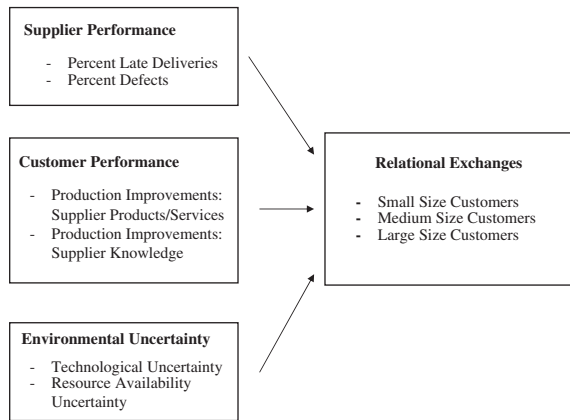 Supplier Performance
- Percent Late Deliveries
- Percent Defects
Customer Performance
- Production Improvements:
Supplier Products/Services
- Production Improvements:
Supplier Knowledge
Environmental Uncertainty
- Technological Uncertainty
- Resource Availability
Uncertainty
Relational Exchanges
- Small Size Customers
- Medium Size Customers
- Large Size Customers